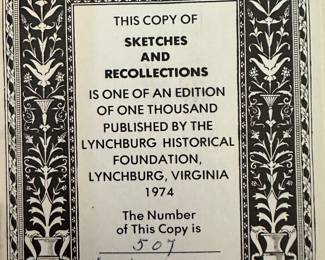 THIS COPY OF
SKETCHES
AND
RECOLLECTIONS
IS ONE OF AN EDITION
OF ONE THOUSAND
PUBLISHED BY THE
LYNCHBURG HISTORICAL
FOUNDATION,
LYNCHBURG, VIRGINIA
1974
The Number
of This Copy is
507